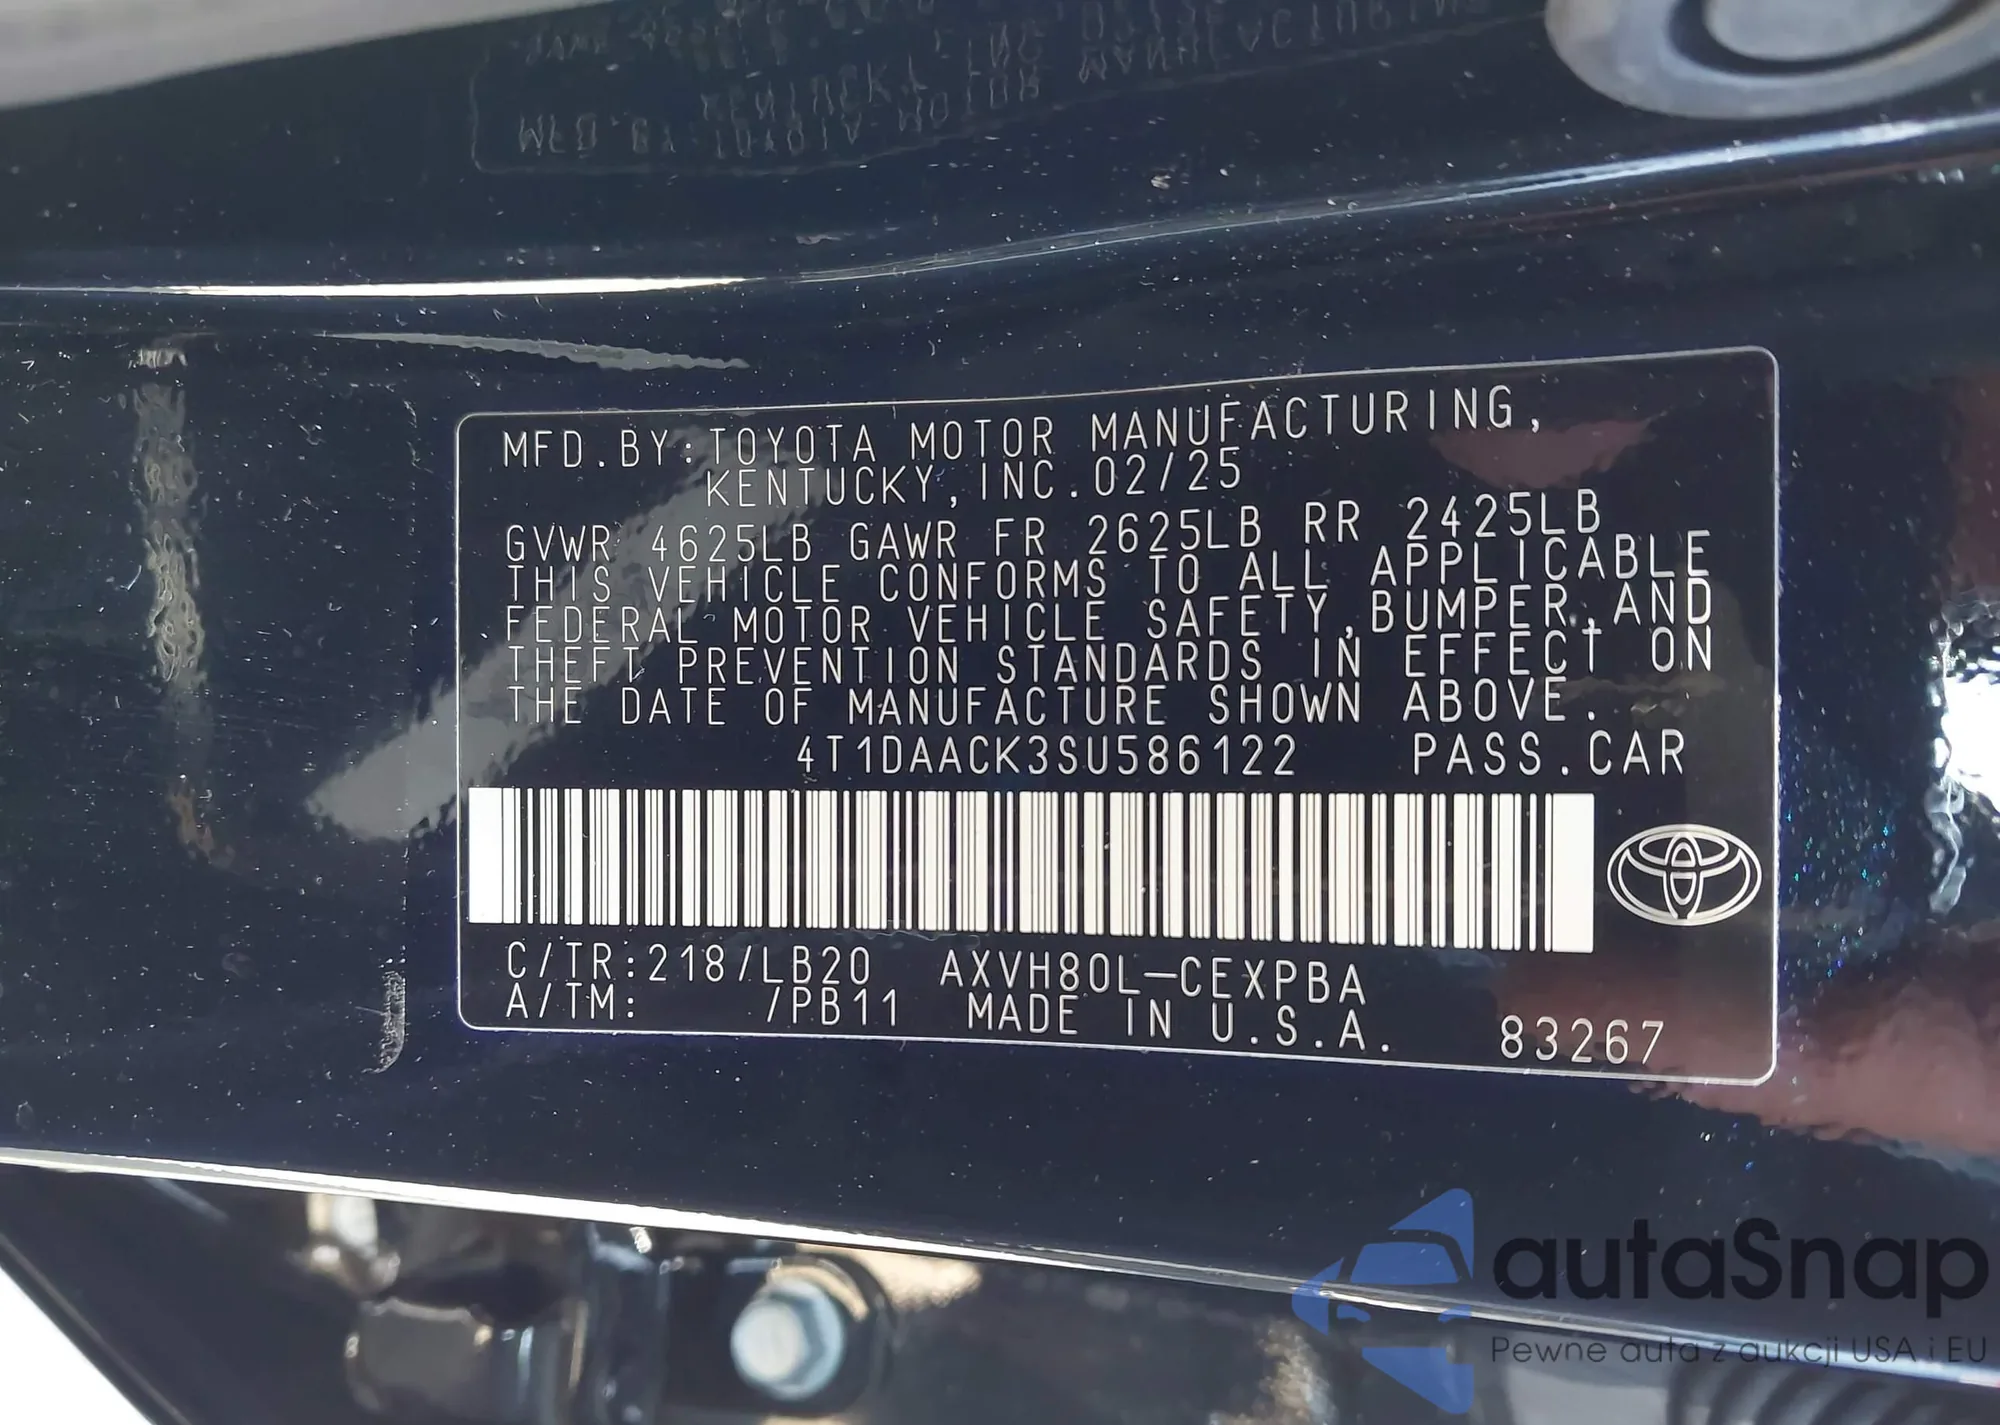 MFD.BY:TOYOTA MOTOR MANUFACTURING,
KENTUCKY,INC.02/25
GVWR 4625LB GAWR FR 2625LB RR 2425LB
THIS VEHICLE CONFORMS TO ALL APPLICABLE
FEDERAL MOTOR VEHICLE SAFETY,BUMPER,AND
THEFT PREVENTION STANDARDS IN EFFECT ON
THE DATE OF MANUFACTURE SHOWN ABOVE.
4T1DAACK3SU586122 PASS.CAR
C/TR:218/LB20 AXVH80L-CEXPBA
A/TM: /PB11 MADE IN U.S.A. 83267
autaSnap
Pewne auta z aukcji USA i EU